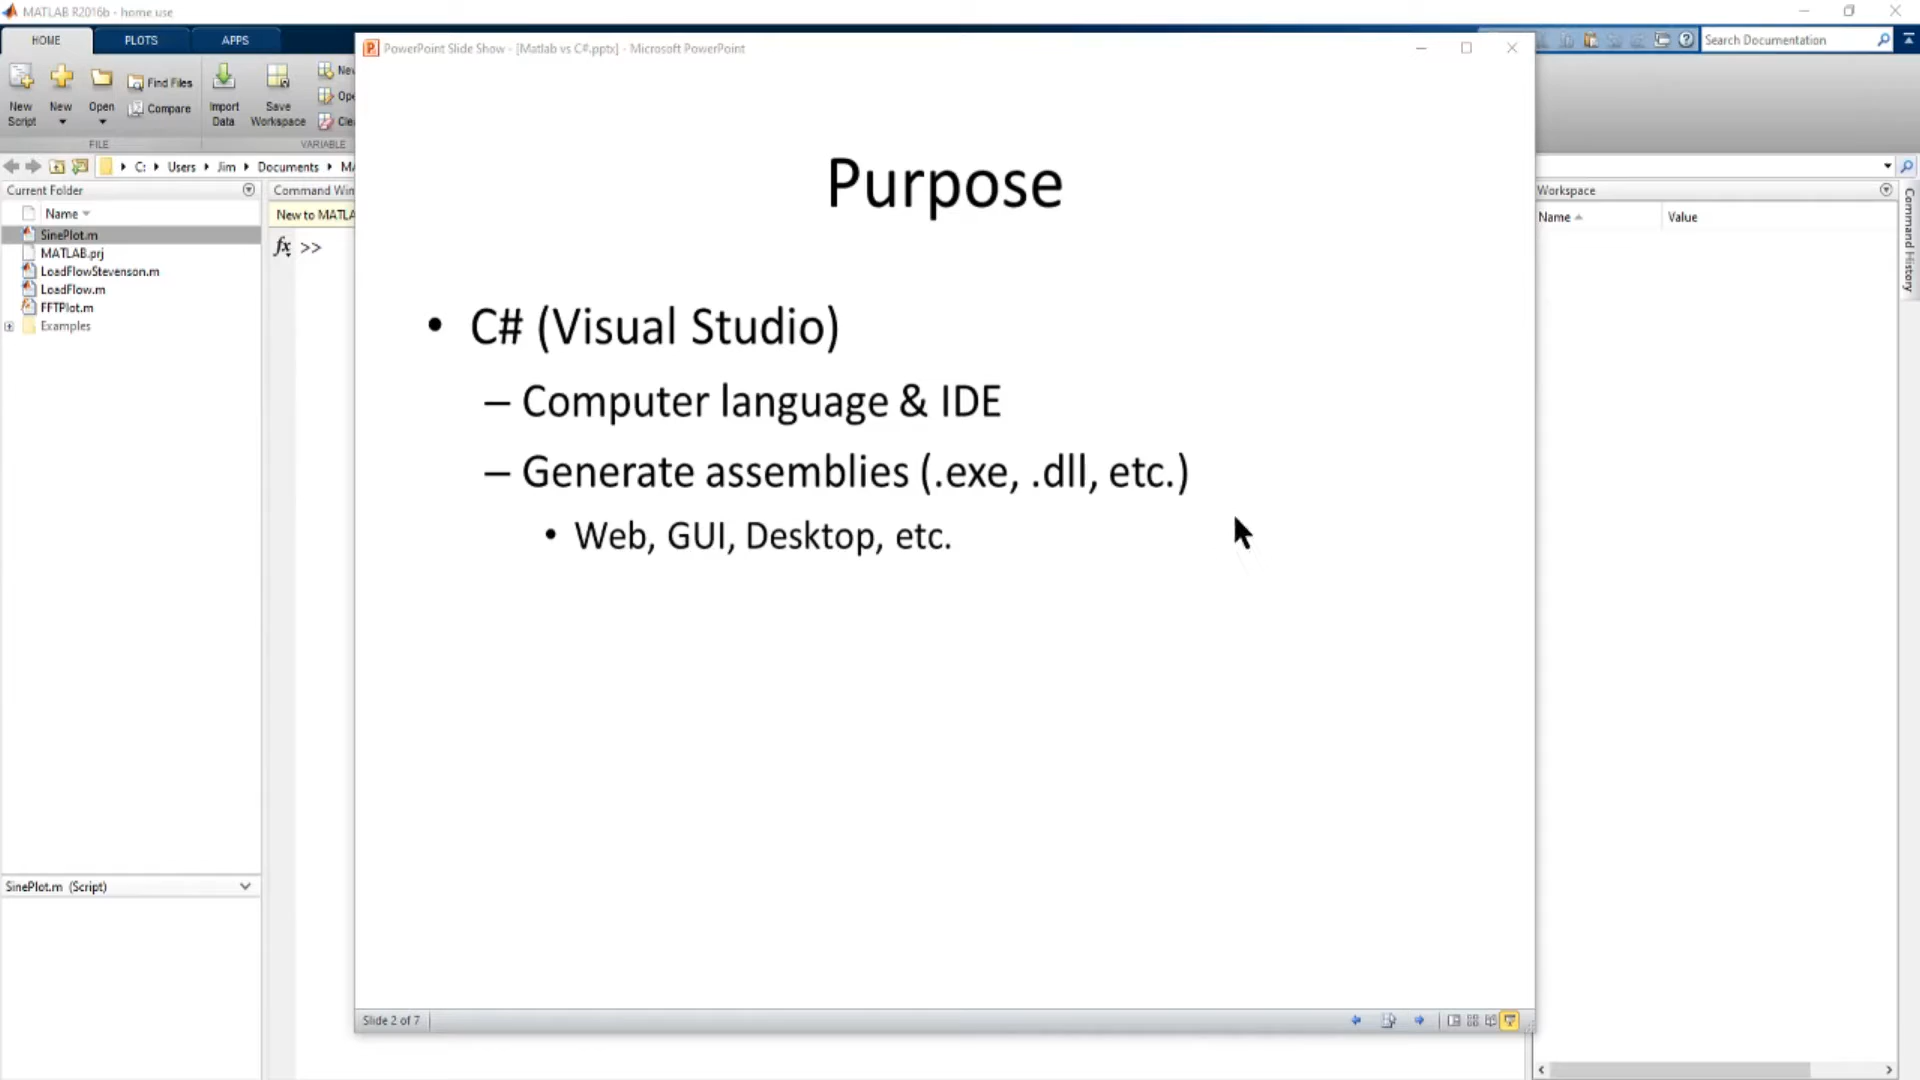 MATLAB R2016b - home use
HOME
PLOTS
APPS
Search Documentation
PowerPoint Slide Show - [Matlab vs C#.pptx] - Microsoft PowerPoint
New Script
New
Open
Find Files
Compare
Import Data
Save Workspace
FILE
VARIABLE
C:
Users
Jim
Documents
Current Folder
Name
SinePlot.m
MATLAB.prj
LoadFlowStevenson.m
LoadFlow.m
FFTPlot.m
Examples
SinePlot.m (Script)
Command Win
New to MATLA
fx >>
Purpose
• C# (Visual Studio)
– Computer language & IDE
– Generate assemblies (.exe, .dll, etc.)
• Web, GUI, Desktop, etc.
Slide 2 of 7
Workspace
Name
Value
Command History